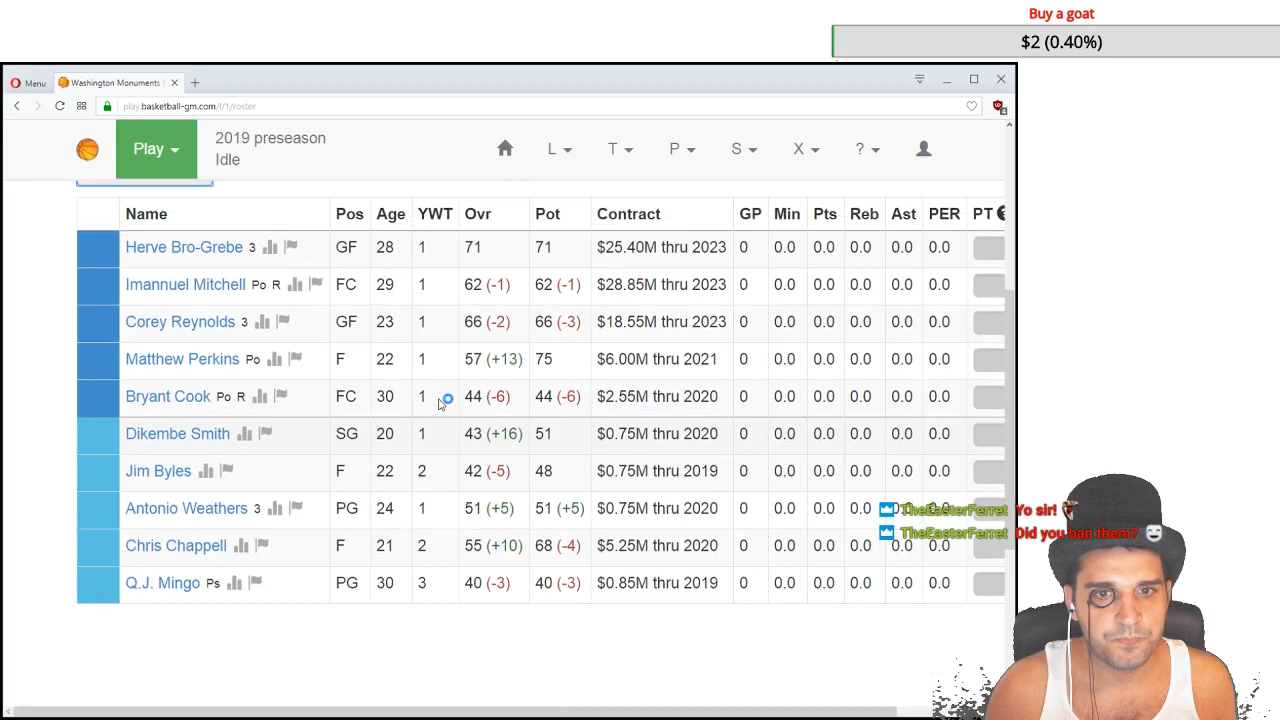 Buy a goat
$2 (0.40%)
Menu
Washington Monuments
play.basketball-gm.com/l/1/roster
Play
2019 preseason
Idle
L T P S X ?
Name Pos Age YWT Ovr Pot Contract GP Min Pts Reb Ast PER PT ?
Herve Bro-Grebe 3 GF 28 1 71 71 $25.40M thru 2023 0 0.0 0.0 0.0 0.0 0.0
Imannuel Mitchell Po R FC 29 1 62 (-1) 62 (-1) $28.85M thru 2023 0 0.0 0.0 0.0 0.0 0.0
Corey Reynolds 3 GF 23 1 66 (-2) 66 (-3) $18.55M thru 2023 0 0.0 0.0 0.0 0.0 0.0
Matthew Perkins Po F 22 1 57 (+13) 75 $6.00M thru 2021 0 0.0 0.0 0.0 0.0 0.0
Bryant Cook Po R FC 30 1 44 (-6) 44 (-6) $2.55M thru 2020 0 0.0 0.0 0.0 0.0 0.0
Dikembe Smith SG 20 1 43 (+16) 51 $0.75M thru 2020 0 0.0 0.0 0.0 0.0 0.0
Jim Byles F 22 2 42 (-5) 48 $0.75M thru 2019 0 0.0 0.0 0.0 0.0 0.0
Antonio Weathers 3 PG 24 1 51 (+5) 51 (+5) $0.75M thru 2020 0 0.0 0.0 0.0 0.0 0.0
TheEasterFerret Yo sir!
TheEasterFerret Did you ban them?
Chris Chappell F 21 2 55 (+10) 68 (-4) $5.25M thru 2020 0 0.0 0.0 0.0 0.0 0.0
Q.J. Mingo Ps PG 30 3 40 (-3) 40 (-3) $0.85M thru 2019 0 0.0 0.0 0.0 0.0 0.0